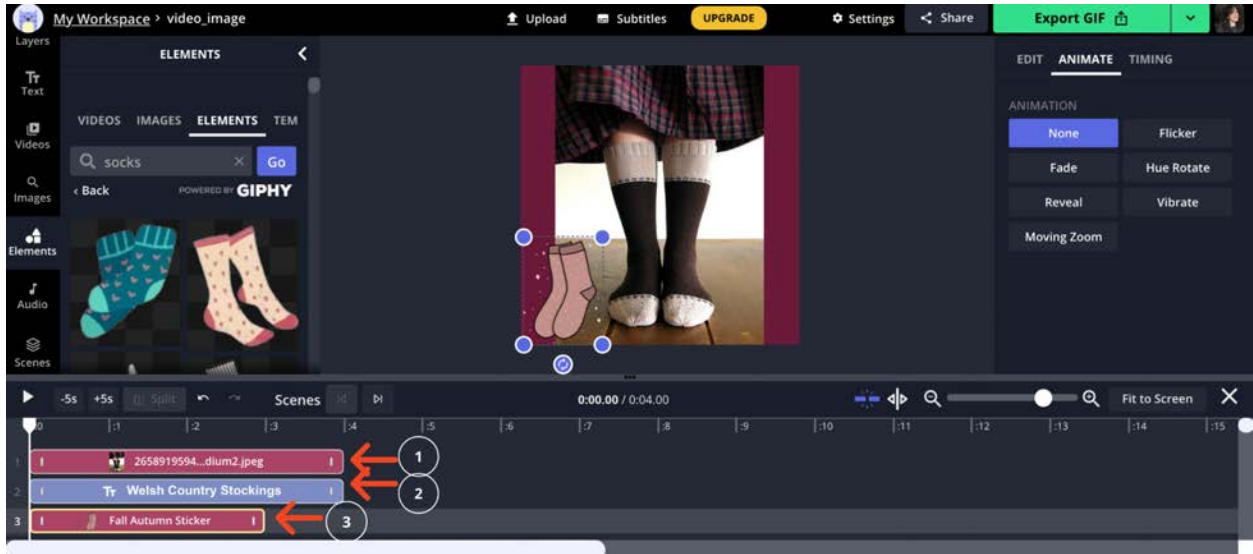 My Workspace > video_image
Upload
Subtitles
UPGRADE
Settings
Share
Export GIF
Layers
Text
Videos
Images
Elements
Audio
Scenes
ELEMENTS
VIDEOS IMAGES ELEMENTS TEM
socks
Go
Back
POWERED BY GIPHY
EDIT ANIMATE TIMING
ANIMATION
None
Flicker
Fade
Hue Rotate
Reveal
Vibrate
Moving Zoom
-5s +5s Split Scenes 0:00.00 / 0:04.00 Fit to Screen
:0 :1 :2 :3 :4 :5 :6 :7 :8 :9 :10 :11 :12 :13 :14 :15
1 2658919594...dium2.jpeg 1
2 Tт Welsh Country Stockings 2
3 Fall Autumn Sticker 3